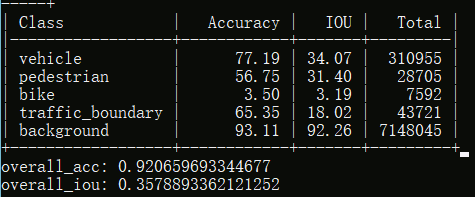 -----+
| Class | Accuracy | IOU | Total |
|------------------+----------+-------+---------|
| vehicle | 77.19 | 34.07 | 310955 |
| pedestrian | 56.75 | 31.40 | 28705 |
| bike | 3.50 | 3.19 | 7592 |
| traffic_boundary | 65.35 | 18.02 | 43721 |
| background | 93.11 | 92.26 | 7148045 |
+------------------+----------+-------+---------+
overall_acc: 0.920659693344677
overall_iou: 0.3578893362121252